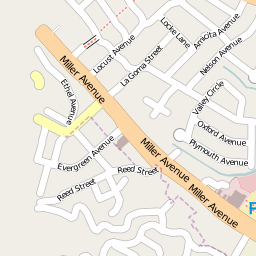 Locke Lane
Arnicita Avenue
Locust Avenue
Miller Avenue
La Goma Street
Nelson Avenue
Ethel Avenue
Valley Circle
Oxford Avenue
Evergreen Avenue
Miller Avenue
Plymouth Avenue
Reed Street
Reed Street
Miller Avenue